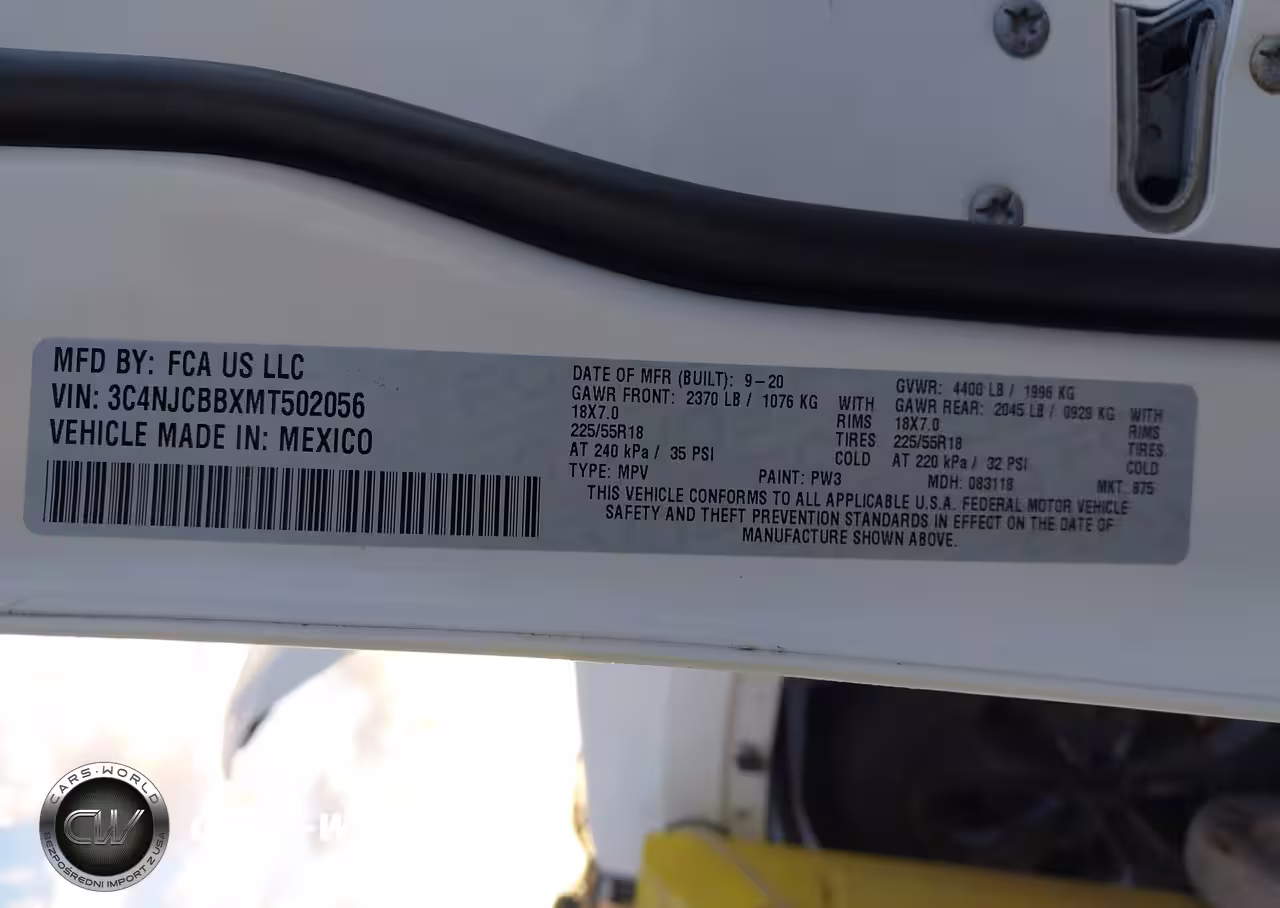 MFD BY: FCA US LLC
VIN: 3C4NJCBBXMT502056
VEHICLE MADE IN: MEXICO
DATE OF MFR (BUILT): 9-20
GAWR FRONT: 2370 LB / 1076 KG WITH
18X7.0 RIMS
225/55R18 TIRES
AT 240 kPa / 35 PSI COLD
GVWR: 4400 LB / 1996 KG
GAWR REAR: 2045 LB / 0928 KG WITH
18X7.0 RIMS
225/55R18 TIRES
AT 220 kPa / 32 PSI COLD
TYPE: MPV PAINT: PW3 MDH: 083118 MKT: 875
THIS VEHICLE CONFORMS TO ALL APPLICABLE U.S.A. FEDERAL MOTOR VEHICLE
SAFETY AND THEFT PREVENTION STANDARDS IN EFFECT ON THE DATE OF
MANUFACTURE SHOWN ABOVE.
CARS-WORLD
CW
BEZPOŚREDNI IMPORT Z USA